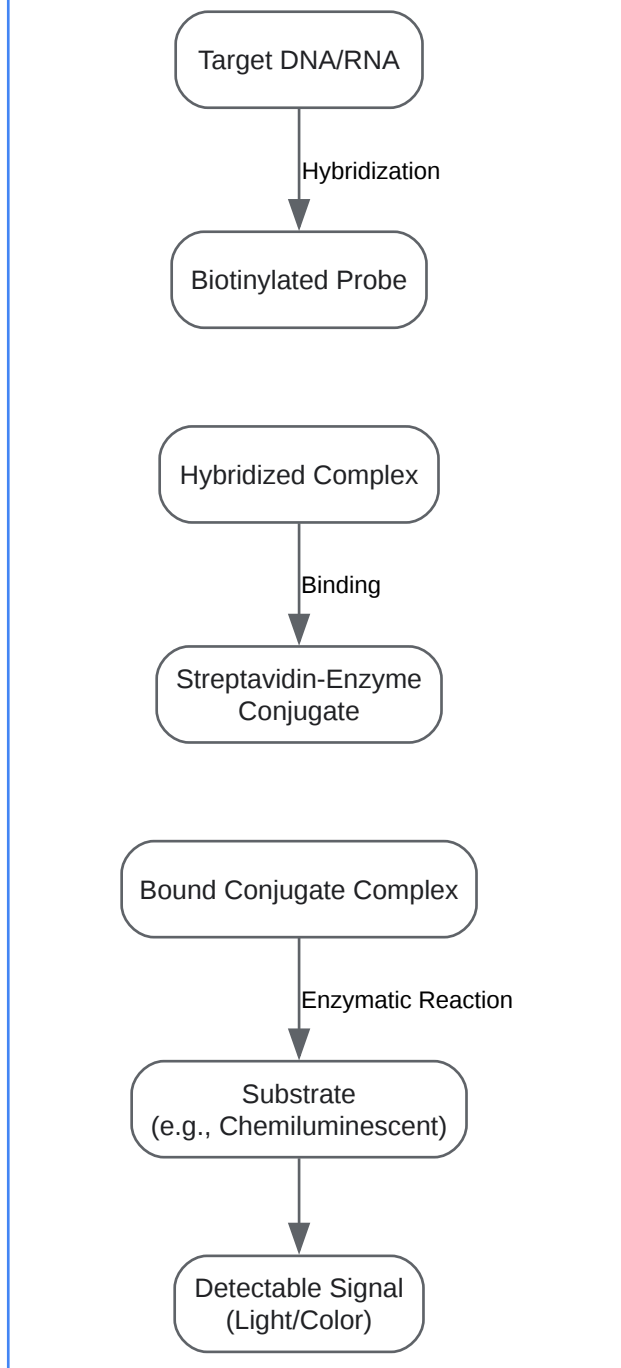 Target DNA/RNA
Hybridization
Biotinylated Probe
Hybridized Complex
Binding
Streptavidin-Enzyme
Conjugate
Bound Conjugate Complex
Enzymatic Reaction
Substrate
(e.g., Chemiluminescent)
Detectable Signal
(Light/Color)